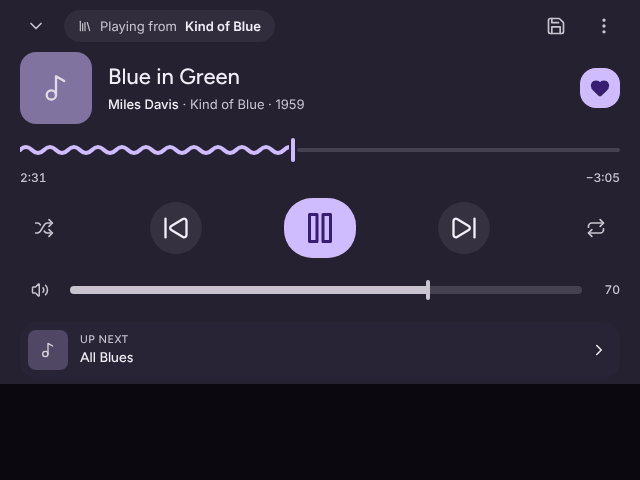 Playing from Kind of Blue
Blue in Green
Miles Davis · Kind of Blue · 1959
2:31
−3:05
70
UP NEXT
All Blues